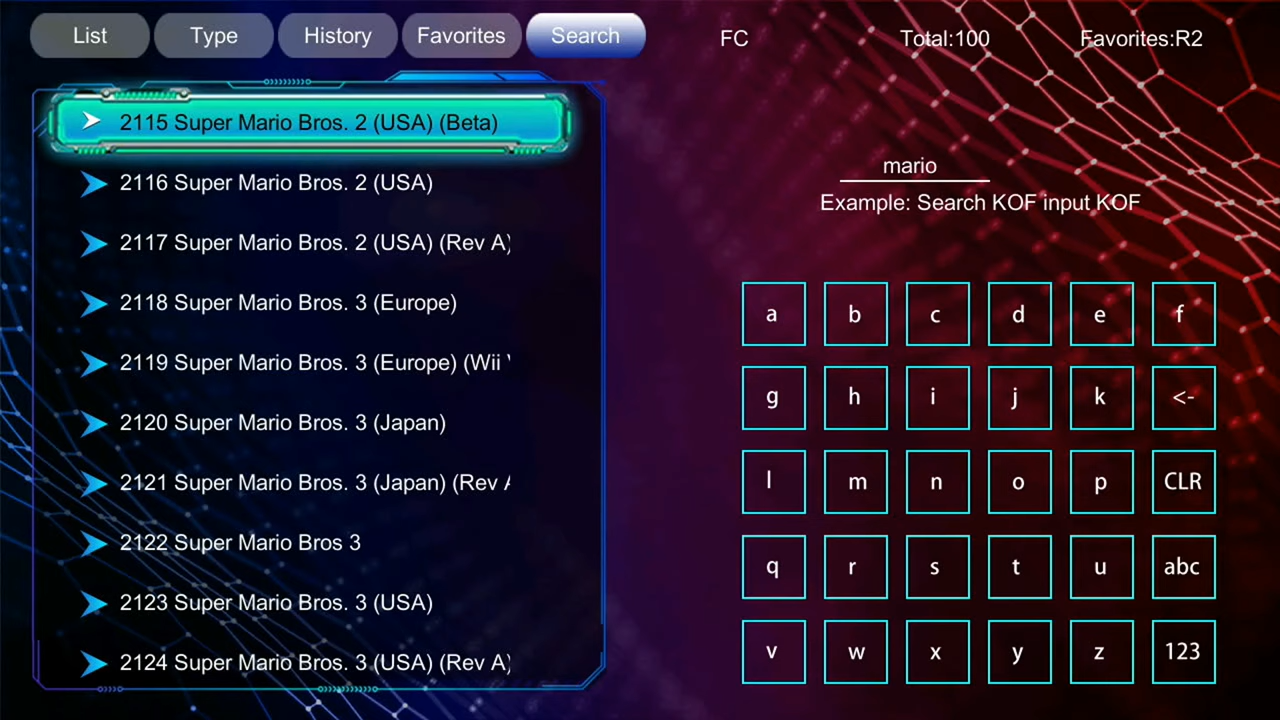 List Type History Favorites Search FC Total:100 Favorites:R2
2115 Super Mario Bros. 2 (USA) (Beta)
2116 Super Mario Bros. 2 (USA)
2117 Super Mario Bros. 2 (USA) (Rev A)
2118 Super Mario Bros. 3 (Europe)
2119 Super Mario Bros. 3 (Europe) (Wii
2120 Super Mario Bros. 3 (Japan)
2121 Super Mario Bros. 3 (Japan) (Rev
2122 Super Mario Bros 3
2123 Super Mario Bros. 3 (USA)
2124 Super Mario Bros. 3 (USA) (Rev A)
mario
Example: Search KOF input KOF
a b c d e f
g h i j k <-
l m n o p CLR
q r s t u abc
v w x y z 123